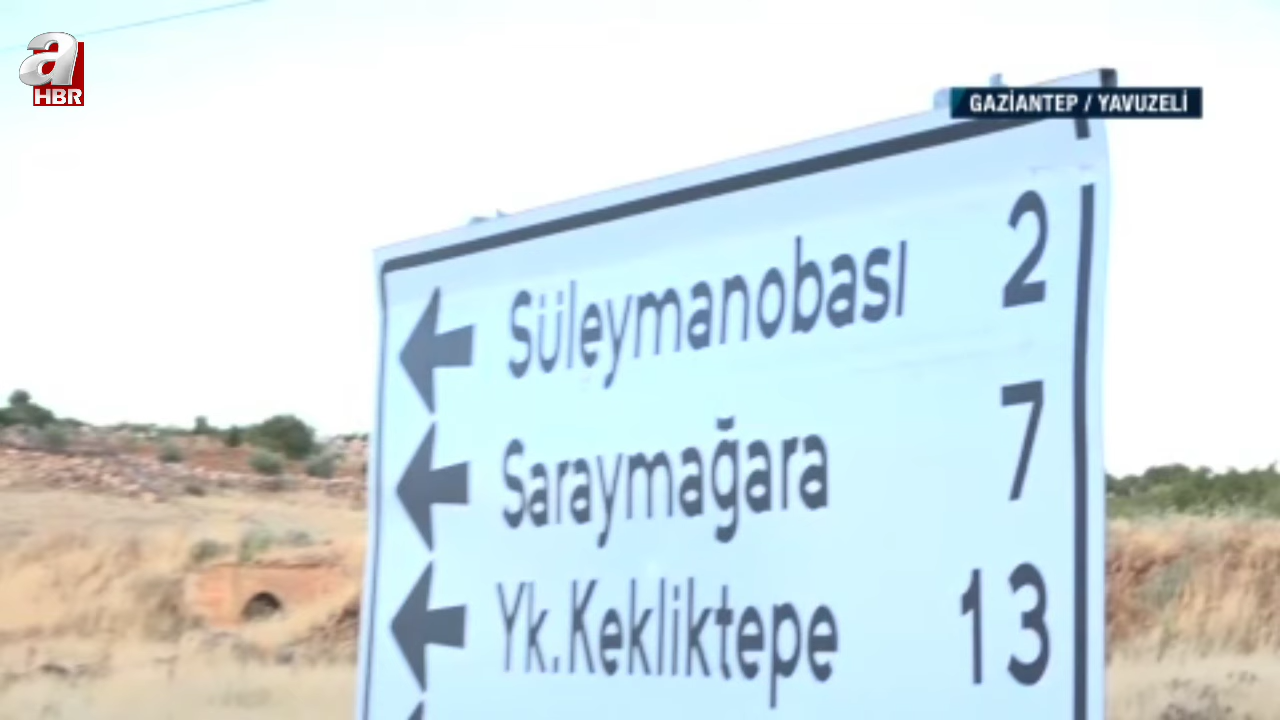 a
HBR
GAZİANTEP / YAVUZELİ
Süleymanobası 2
Saraymağara 7
Yk.Kekliktepe 13